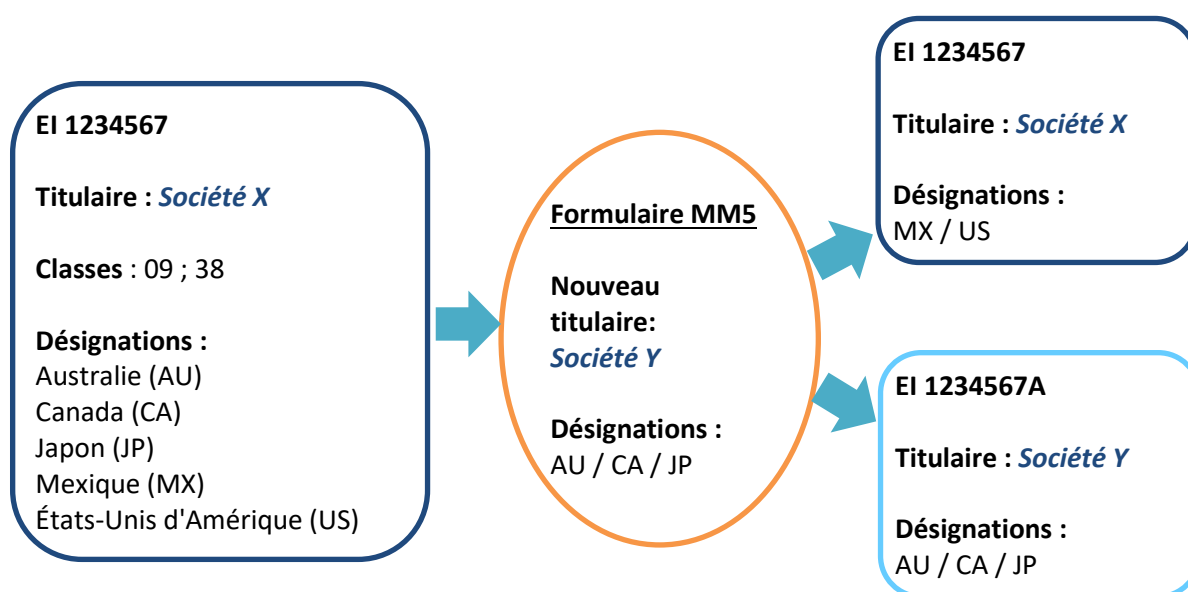 EI 1234567
Titulaire : Société X
Classes : 09 ; 38
Désignations :
Australie (AU)
Canada (CA)
Japon (JP)
Mexique (MX)
États-Unis d'Amérique (US)
Formulaire MM5
Nouveau
titulaire:
Société Y
Désignations :
AU / CA / JP
EI 1234567
Titulaire : Société X
Désignations :
MX / US
EI 1234567A
Titulaire : Société Y
Désignations :
AU / CA / JP